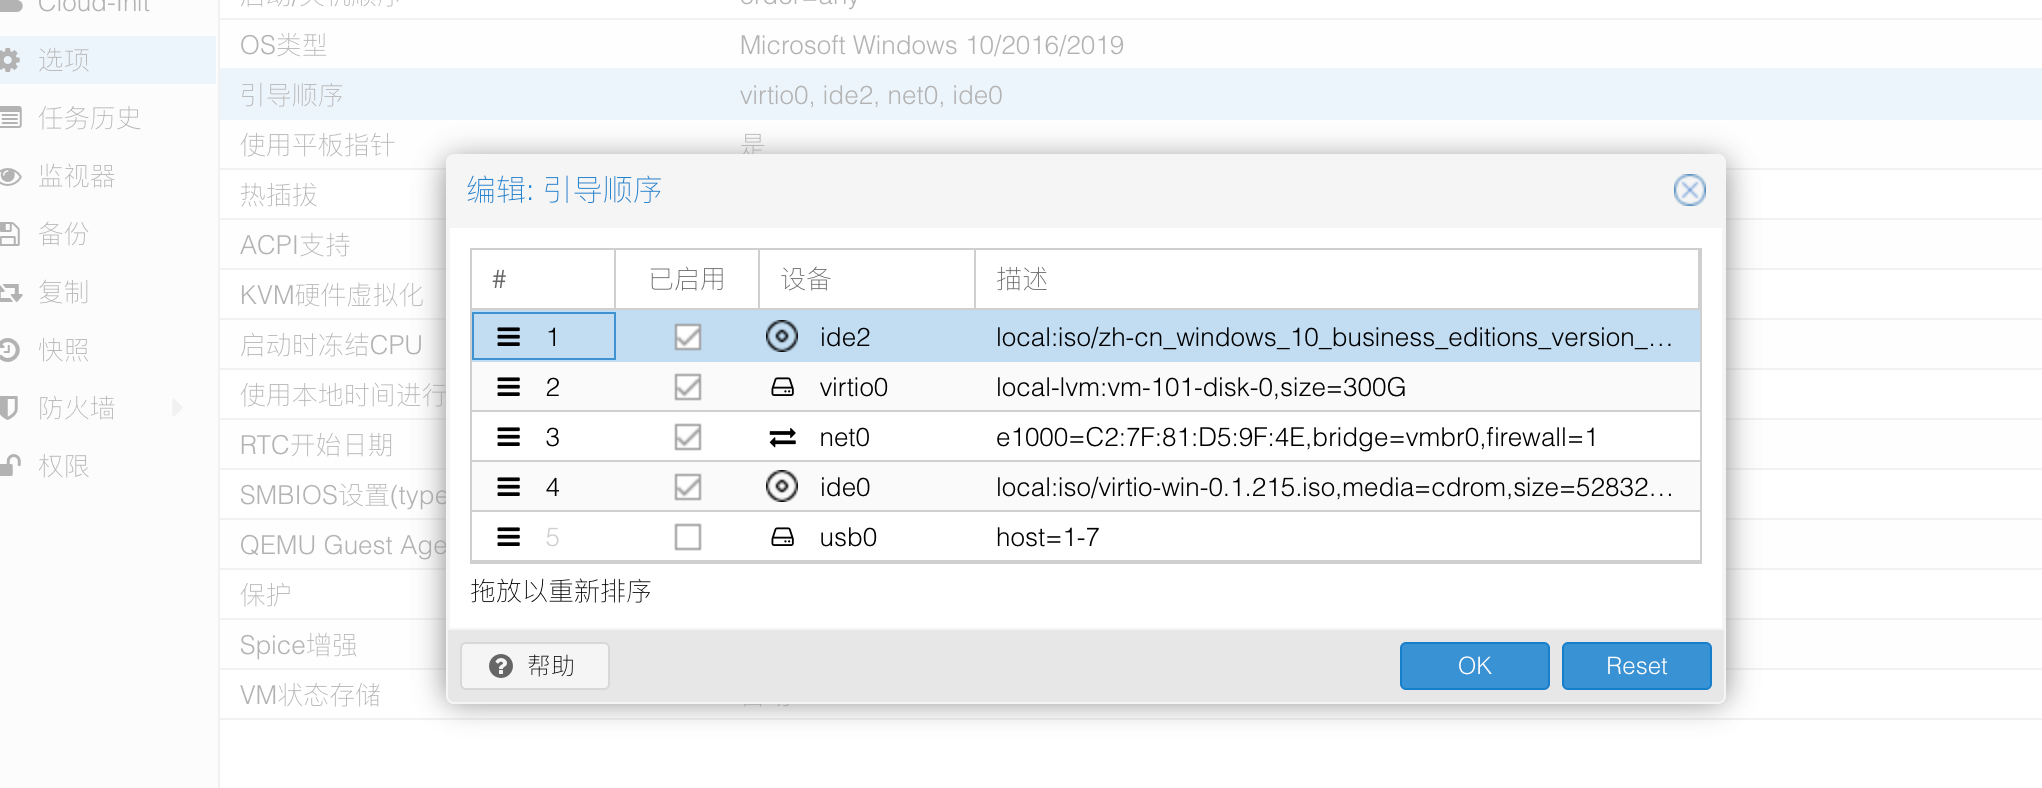 Cloud-Init
选项
任务历史
监视器
备份
复制
快照
防火墙
权限
启动/关机顺序 order=any
OS类型 Microsoft Windows 10/2016/2019
引导顺序 virtio0, ide2, net0, ide0
使用平板指针 是
热插拔
ACPI支持
KVM硬件虚拟化
启动时冻结CPU
使用本地时间进行
RTC开始日期
SMBIOS设置(type
QEMU Guest Age
保护
Spice增强
VM状态存储
编辑: 引导顺序
# 已启用 设备 描述
1 ide2 local:iso/zh-cn_windows_10_business_editions_version_...
2 virtio0 local-lvm:vm-101-disk-0,size=300G
3 net0 e1000=C2:7F:81:D5:9F:4E,bridge=vmbr0,firewall=1
4 ide0 local:iso/virtio-win-0.1.215.iso,media=cdrom,size=52832...
5 usb0 host=1-7
拖放以重新排序
帮助 OK Reset